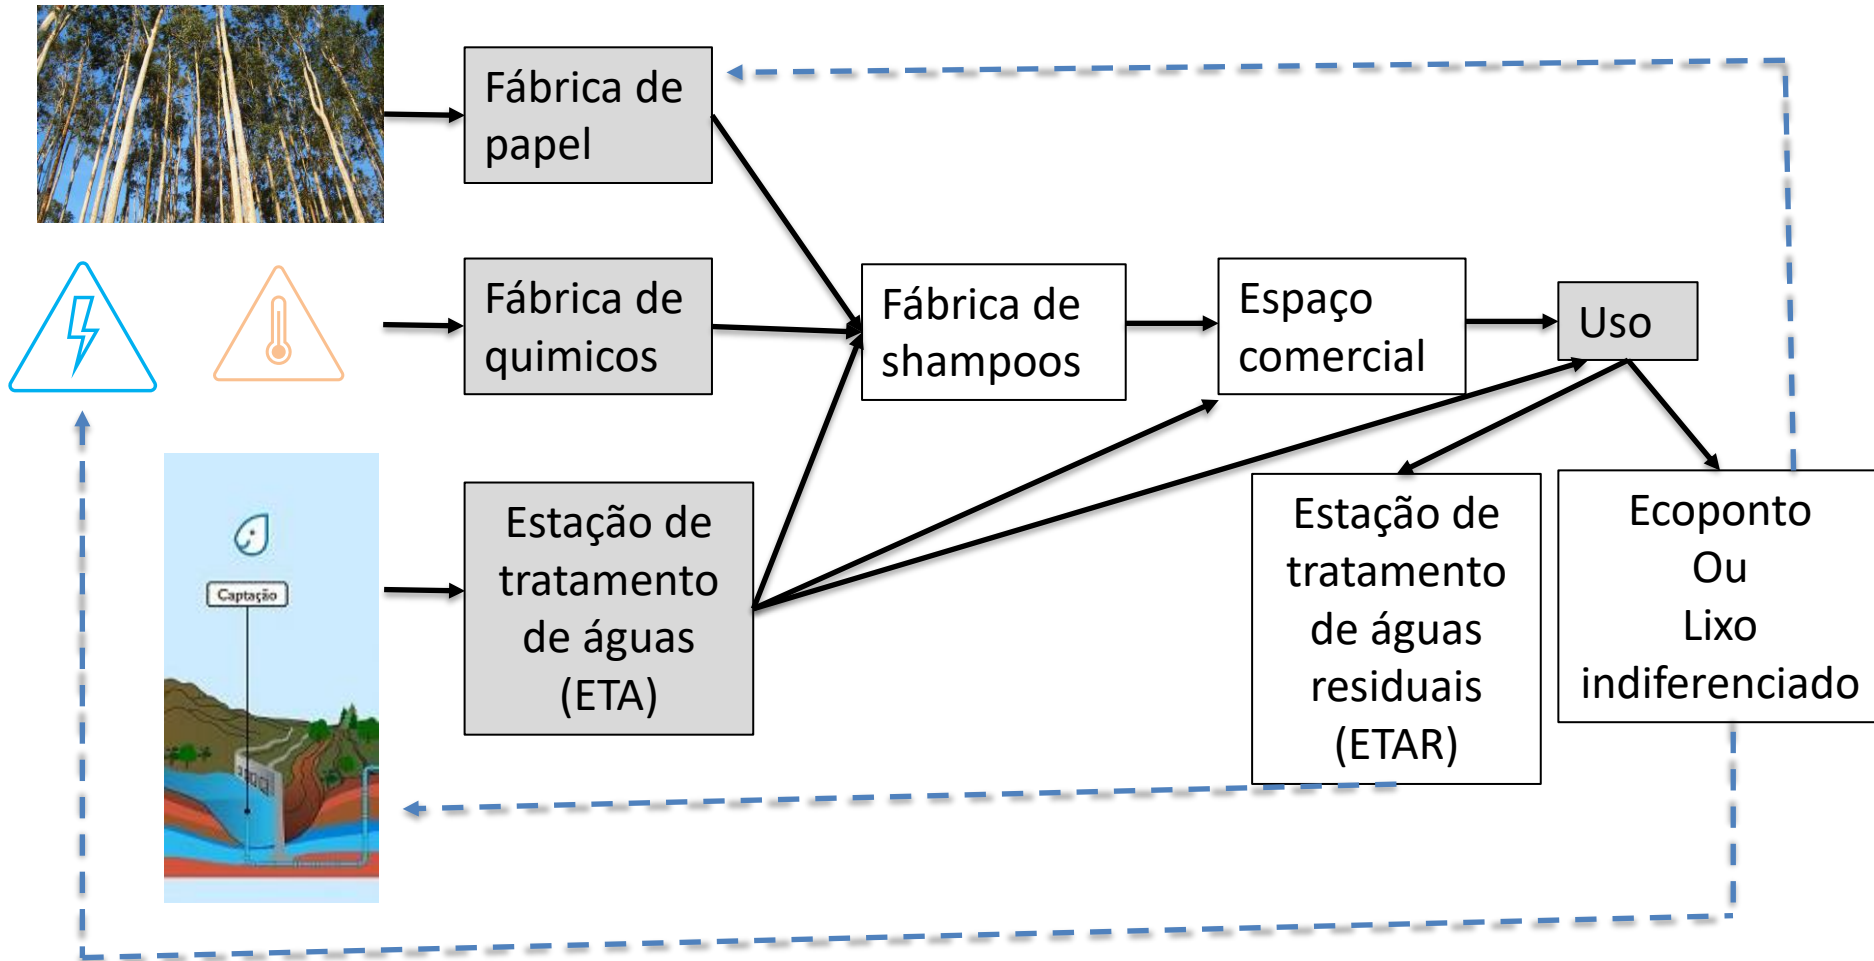 Fábrica de
papel
Fábrica de
quimicos
Fábrica de
shampoos
Espaço
comercial
Uso
Captação
Estação de
tratamento
de águas
(ETA)
Estação de
tratamento
de águas
residuais
(ETAR)
Ecoponto
Ou
Lixo
indiferenciado